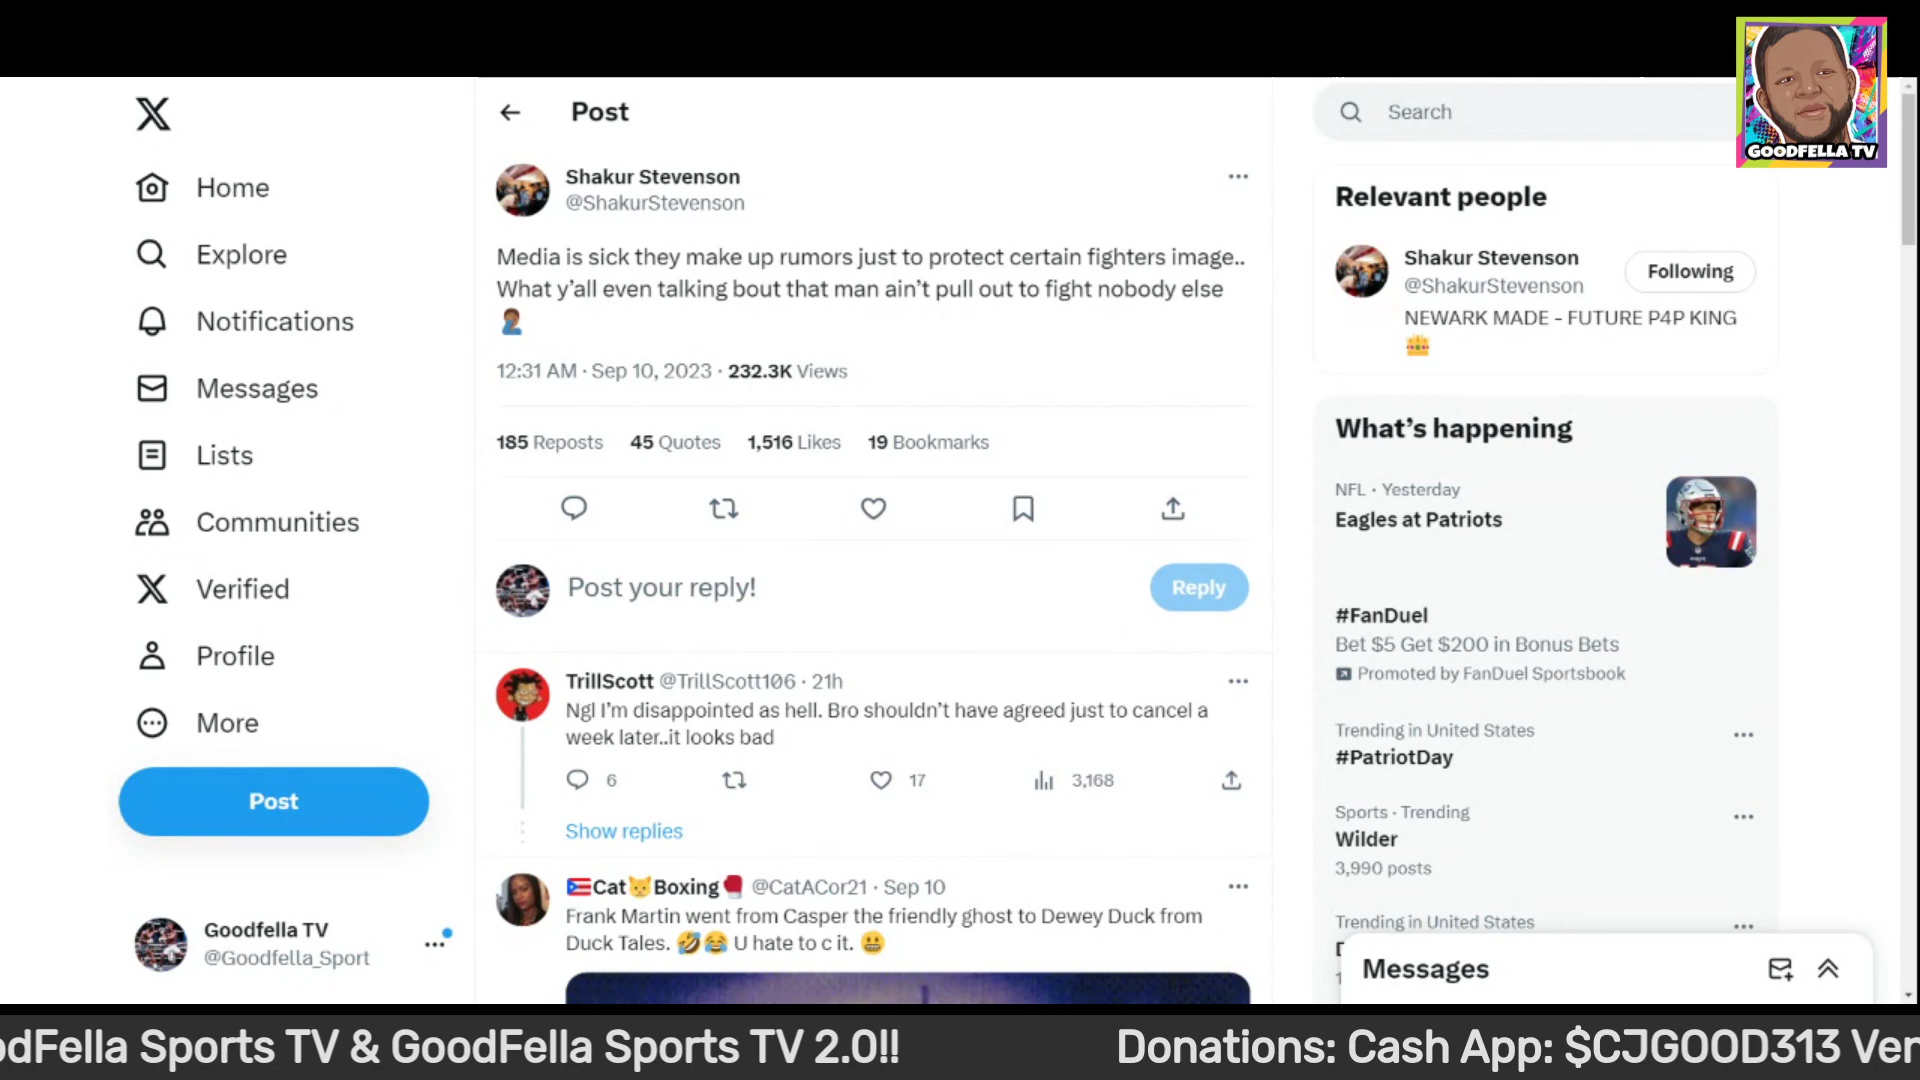 GOODFELLA TV
X
Home
Explore
Notifications
Messages
Lists
Communities
Verified
Profile
More
Post
Goodfella TV
@Goodfella_Sport
Post
Shakur Stevenson
@ShakurStevenson
Media is sick they make up rumors just to protect certain fighters image..
What y’all even talking bout that man ain’t pull out to fight nobody else
🤦🏾‍♂️
12:31 AM · Sep 10, 2023 · 232.3K Views
185 Reposts 45 Quotes 1,516 Likes 19 Bookmarks
Post your reply!
Reply
TrillScott @TrillScott106 · 21h
Ngl I’m disappointed as hell. Bro shouldn’t have agreed just to cancel a
week later..it looks bad
6 17 3,168
Show replies
🇵🇷Cat🐱Boxing🥊 @CatACor21 · Sep 10
Frank Martin went from Casper the friendly ghost to Dewey Duck from
Duck Tales. 🤣😂 U hate to c it. 😬
Search
Relevant people
Shakur Stevenson
@ShakurStevenson
Following
NEWARK MADE - FUTURE P4P KING
👑
What’s happening
NFL · Yesterday
Eagles at Patriots
#FanDuel
Bet $5 Get $200 in Bonus Bets
Promoted by FanDuel Sportsbook
Trending in United States
#PatriotDay
Sports · Trending
Wilder
3,990 posts
Trending in United States
Messages
odFella Sports TV & GoodFella Sports TV 2.0!! Donations: Cash App: $CJGOOD313 Ven